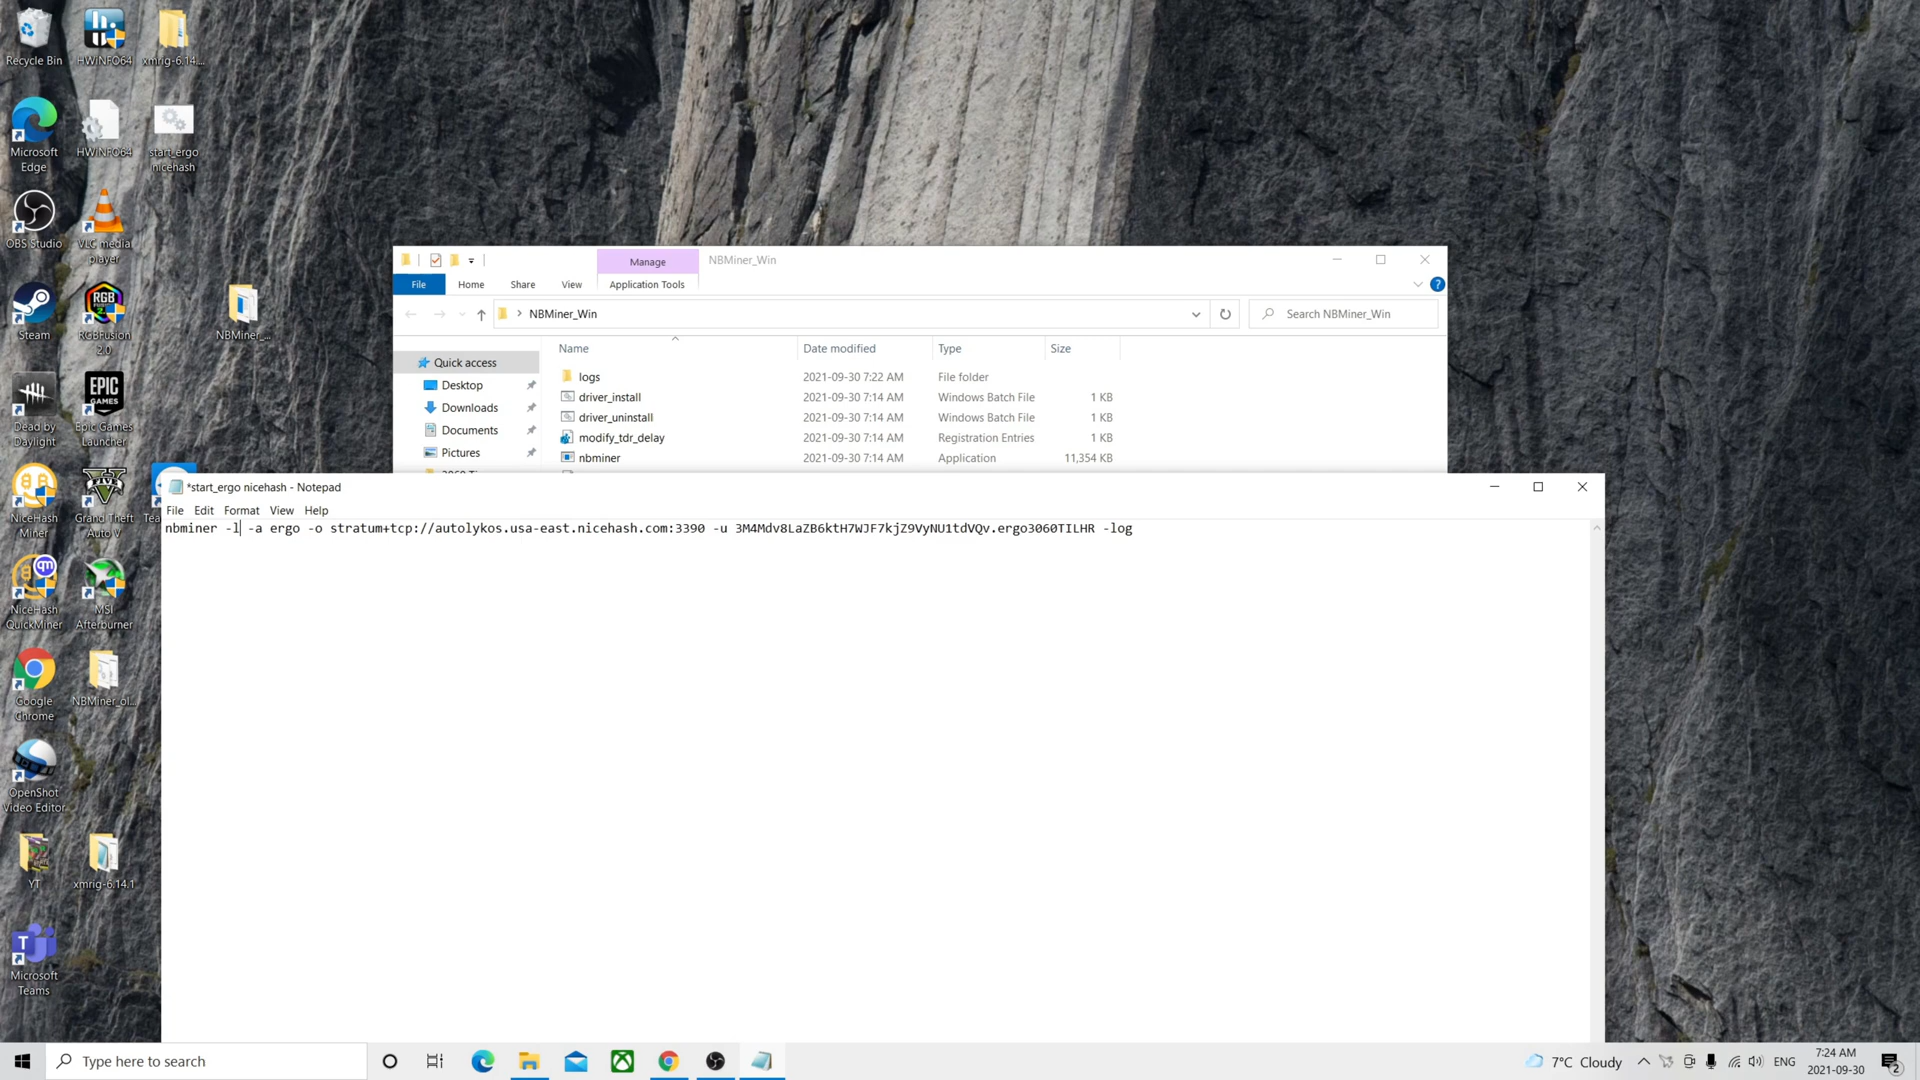 Recycle Bin
HWiNFO64
xmrig-6.14....
Microsoft
Edge
HWiNFO64
start_ergo
nicehash
OBS Studio
VLC media
player
Steam
RGBFusion
2.0
NBMiner_...
Dead by
Daylight
Epic Games
Launcher
EPIC
GAMES
NiceHash
Miner
Grand Theft
Auto V
NiceHash
QuickMiner
MSI
Afterburner
Google
Chrome
NBMiner_ol...
OpenShot
Video Editor
YT
xmrig-6.14.1
Microsoft
Teams
Manage
NBMiner_Win
File
Home
Share
View
Application Tools
NBMiner_Win
Search NBMiner_Win
Name
Date modified
Type
Size
Quick access
Desktop
Downloads
Documents
Pictures
logs 2021-09-30 7:22 AM File folder
driver_install 2021-09-30 7:14 AM Windows Batch File 1 KB
driver_uninstall 2021-09-30 7:14 AM Windows Batch File 1 KB
modify_tdr_delay 2021-09-30 7:14 AM Registration Entries 1 KB
nbminer 2021-09-30 7:14 AM Application 11,354 KB
*start_ergo nicehash - Notepad
File Edit Format View Help
nbminer -l -a ergo -o stratum+tcp://autolykos.usa-east.nicehash.com:3390 -u 3M4Mdv8LaZB6ktH7WJF7kjZ9VyNU1tdVQv.ergo3060TILHR -log
Type here to search
7°C Cloudy
ENG
7:24 AM
2021-09-30
2